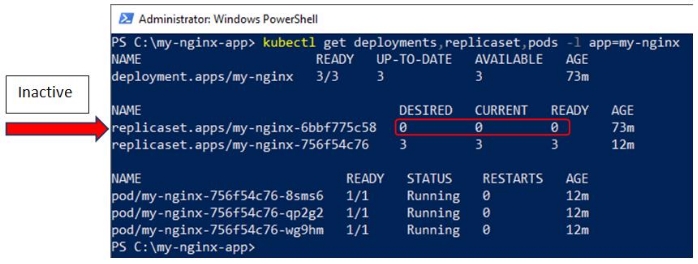 Administrator: Windows PowerShell
PS C:\my-nginx-app> kubectl get deployments,replicaset,pods -l app=my-nginx
NAME READY UP-TO-DATE AVAILABLE AGE
deployment.apps/my-nginx 3/3 3 3 73m
Inactive
NAME DESIRED CURRENT READY AGE
replicaset.apps/my-nginx-6bbf775c58 0 0 0 73m
replicaset.apps/my-nginx-756f54c76 3 3 3 12m
NAME READY STATUS RESTARTS AGE
pod/my-nginx-756f54c76-8sms6 1/1 Running 0 12m
pod/my-nginx-756f54c76-qp2g2 1/1 Running 0 12m
pod/my-nginx-756f54c76-wg9hm 1/1 Running 0 12m
PS C:\my-nginx-app>